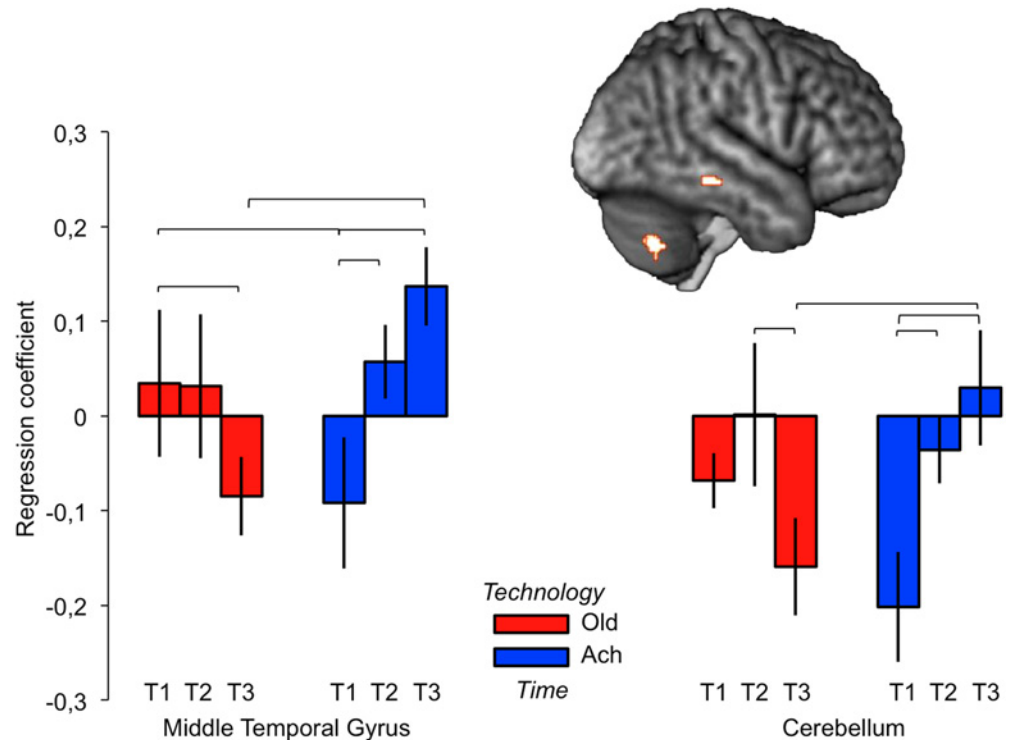 Regression coefficient
0,3
0,2
0,1
0
-0,1
-0,2
-0,3
T1 T2 T3 T1 T2 T3
Middle Temporal Gyrus
Technology
Old
Ach
Time
T1 T2 T3 T1 T2 T3
Cerebellum